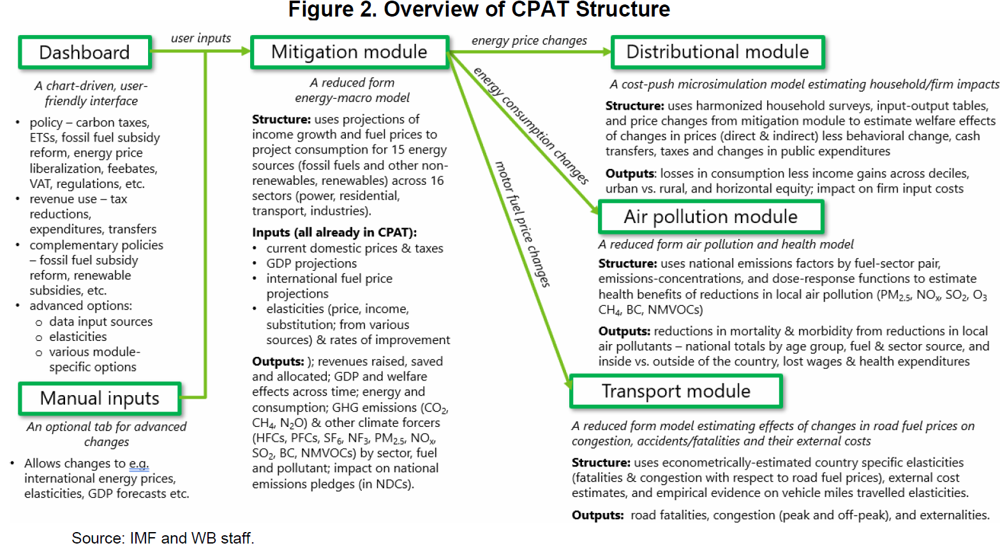 Figure 2. Overview of CPAT Structure
Dashboard
A chart-driven, user-
friendly interface
• policy – carbon taxes,
ETSs, fossil fuel subsidy
reform, energy price
liberalization, feebates,
VAT, regulations, etc.
• revenue use – tax
reductions,
expenditures, transfers
• complementary policies
– fossil fuel subsidy
reform, renewable
subsidies, etc.
• advanced options:
o data input sources
o elasticities
o various module-
specific options
Manual inputs
An optional tab for advanced
changes
• Allows changes to e.g.
international energy prices,
elasticities, GDP forecasts etc.
user inputs
Mitigation module
A reduced form
energy-macro model
Structure: uses projections of
income growth and fuel prices to
project consumption for 15 energy
sources (fossil fuels and other non-
renewables, renewables) across 16
sectors (power, residential,
transport, industries).
Inputs (all already in CPAT):
• current domestic prices & taxes
• GDP projections
• international fuel price
projections
• elasticities (price, income,
substitution; from various
sources) & rates of improvement
Outputs: ); revenues raised, saved
and allocated; GDP and welfare
effects across time; energy and
consumption; GHG emissions (CO₂,
CH₄, N₂O) & other climate forcers
(HFCs, PFCs, SF₆, NF₃, PM₂.₅, NOₓ,
SO₂, BC, NMVOCs) by sector, fuel
and pollutant; impact on national
emissions pledges (in NDCs).
energy price changes
energy consumption changes
motor fuel price changes
Distributional module
A cost-push microsimulation model estimating household/firm impacts
Structure: uses harmonized household surveys, input-output tables,
and price changes from mitigation module to estimate welfare effects
of changes in prices (direct & indirect) less behavioral change, cash
transfers, taxes and changes in public expenditures
Outputs: losses in consumption less income gains across deciles,
urban vs. rural, and horizontal equity; impact on firm input costs
Air pollution module
A reduced form air pollution and health model
Structure: uses national emissions factors by fuel-sector pair,
emissions-concentrations, and dose-response functions to estimate
health benefits of reductions in local air pollution (PM₂.₅, NOₓ, SO₂, O₃
CH₄, BC, NMVOCs)
Outputs: reductions in mortality & morbidity from reductions in local
air pollutants – national totals by age group, fuel & sector source, and
inside vs. outside of the country, lost wages & health expenditures
Transport module
A reduced form model estimating effects of changes in road fuel prices on
congestion, accidents/fatalities and their external costs
Structure: uses econometrically-estimated country specific elasticities
(fatalities & congestion with respect to road fuel prices), external cost
estimates, and empirical evidence on vehicle miles travelled elasticities.
Outputs: road fatalities, congestion (peak and off-peak), and externalities.
Source: IMF and WB staff.